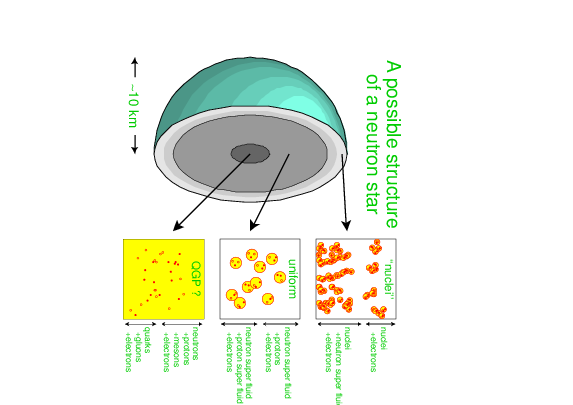 A possible structure
of a neutron star
"nuclei"
nuclei
+electrons
nuclei
+neutron super flui
+electrons
uniform
neutron super fluid
+protons
+electrons
neutron super fluid
+proton super fluid
+electrons
QGP ?
neutrons
+protons
+mesons
+electrons
quarks
+gluons
+electrons
~10 km